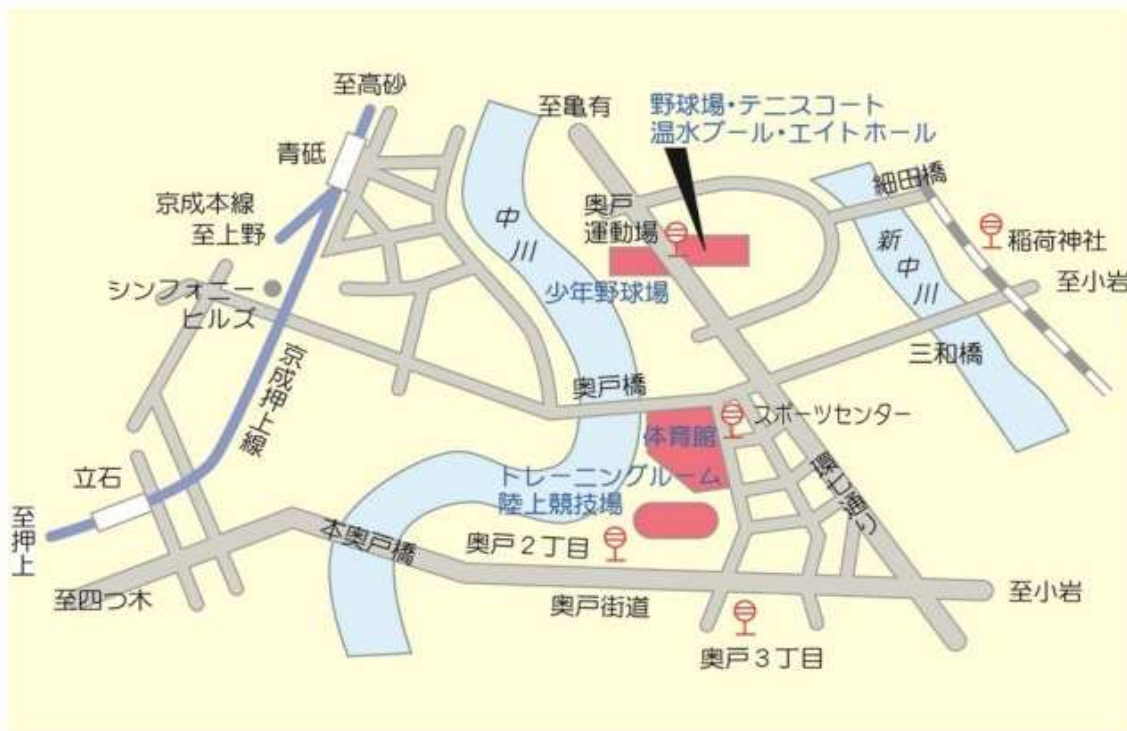 至高砂
至亀有
野球場・テニスコート
温水プール・エイトホール
青砥
京成本線
至上野
中川
奥戸
運動場
細田橋
新中川
稲荷神社
シンフォニー
ヒルズ
少年野球場
至小岩
三和橋
京成押上線
奥戸橋
スポーツセンター
体育館
立石
トレーニングルーム
陸上競技場
環七通り
至押上
本奥戸橋
奥戸2丁目
至四つ木
奥戸街道
至小岩
奥戸3丁目